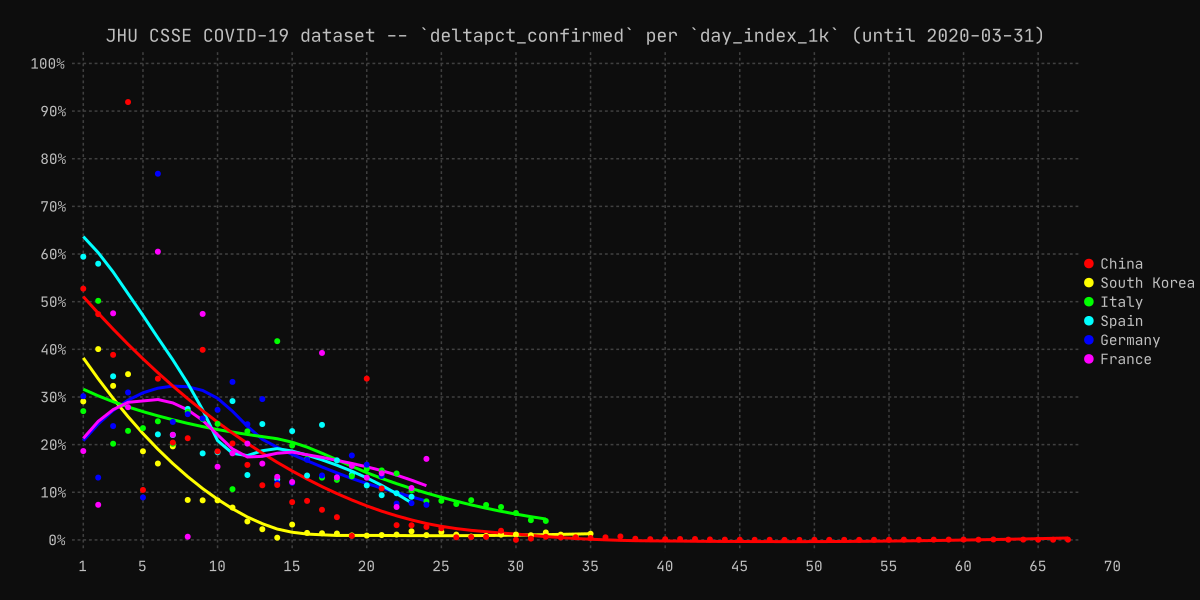 JHU CSSE COVID-19 dataset -- `deltapct_confirmed` per `day_index_1k` (until 2020-03-31)
100%
90%
80%
70%
60%
50%
40%
30%
20%
10%
0%
1 5 10 15 20 25 30 35 40 45 50 55 60 65 70
China
South Korea
Italy
Spain
Germany
France